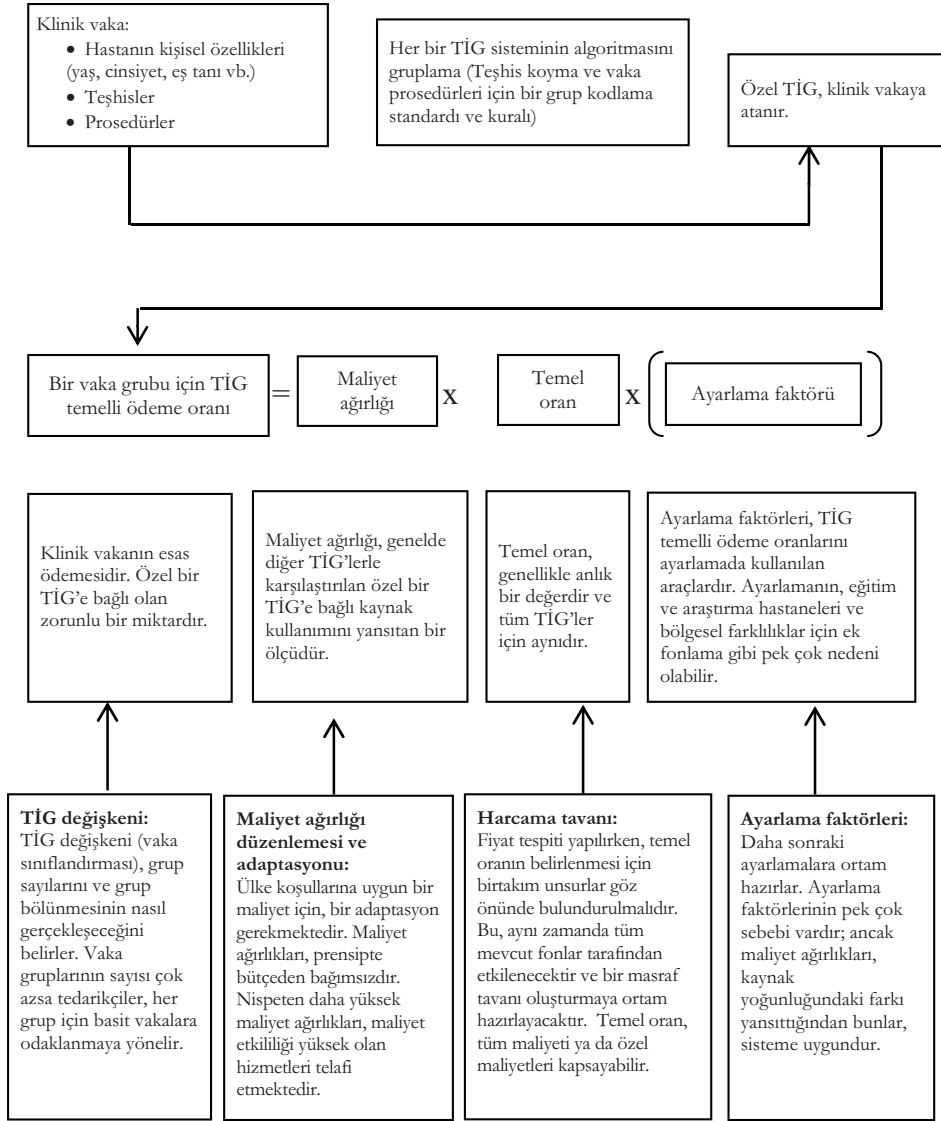 Klinik vaka:
• Hastanın kişisel özellikleri
(yaş, cinsiyet, eş tanı vb.)
• Teşhisler
• Prosedürler
Her bir TİG sisteminin algoritmasını
gruplama (Teşhis koyma ve vaka
prosedürleri için bir grup kodlama
standardı ve kuralı)
Özel TİG, klinik vakaya
atanır.
Bir vaka grubu için TİG
temelli ödeme oranı
=
Maliyet
ağırlığı
x
Temel
oran
x
Ayarlama faktörü
Klinik vakanın esas
ödemesidir. Özel bir
TİG’e bağlı olan
zorunlu bir miktardır.
Maliyet ağırlığı, genelde
diğer TİG’lerle
karşılaştırılan özel bir
TİG’e bağlı kaynak
kullanımını yansıtan bir
ölçüdür.
Temel oran,
genellikle anlık
bir değerdir ve
tüm TİG’ler
için aynıdır.
Ayarlama faktörleri, TİG
temelli ödeme oranlarını
ayarlamada kullanılan
araçlardır. Ayarlamanın, eğitim
ve araştırma hastaneleri ve
bölgesel farklılıklar için ek
fonlama gibi pek çok nedeni
olabilir.
TİG değişkeni:
TİG değişkeni (vaka
sınıflandırması), grup
sayılarını ve grup
bölünmesinin nasıl
gerçekleşeceğini
belirler. Vaka
gruplarının sayısı çok
azsa tedarikçiler, her
grup için basit vakalara
odaklanmaya yönelir.
Maliyet ağırlığı
düzenlemesi ve
adaptasyonu:
Ülke koşullarına uygun bir
maliyet için, bir adaptasyon
gerekmektedir. Maliyet
ağırlıkları, prensipte
bütçeden bağımsızdır.
Nispeten daha yüksek
maliyet ağırlıkları, maliyet
etkililiği yüksek olan
hizmetleri telafi
etmektedir.
Harcama tavanı:
Fiyat tespiti yapılırken, temel
oranın belirlenmesi için
birtakım unsurlar göz
önünde bulundurulmalıdır.
Bu, aynı zamanda tüm
mevcut fonlar tarafından
etkilenecektir ve bir masraf
tavanı oluşturmaya ortam
hazırlayacaktır. Temel oran,
tüm maliyeti ya da özel
maliyetleri kapsayabilir.
Ayarlama faktörleri:
Daha sonraki
ayarlamalara ortam
hazırlar. Ayarlama
faktörlerinin pek çok
sebebi vardır; ancak
maliyet ağırlıkları,
kaynak
yoğunluğundaki farkı
yansıttığından bunlar,
sisteme uygundur.